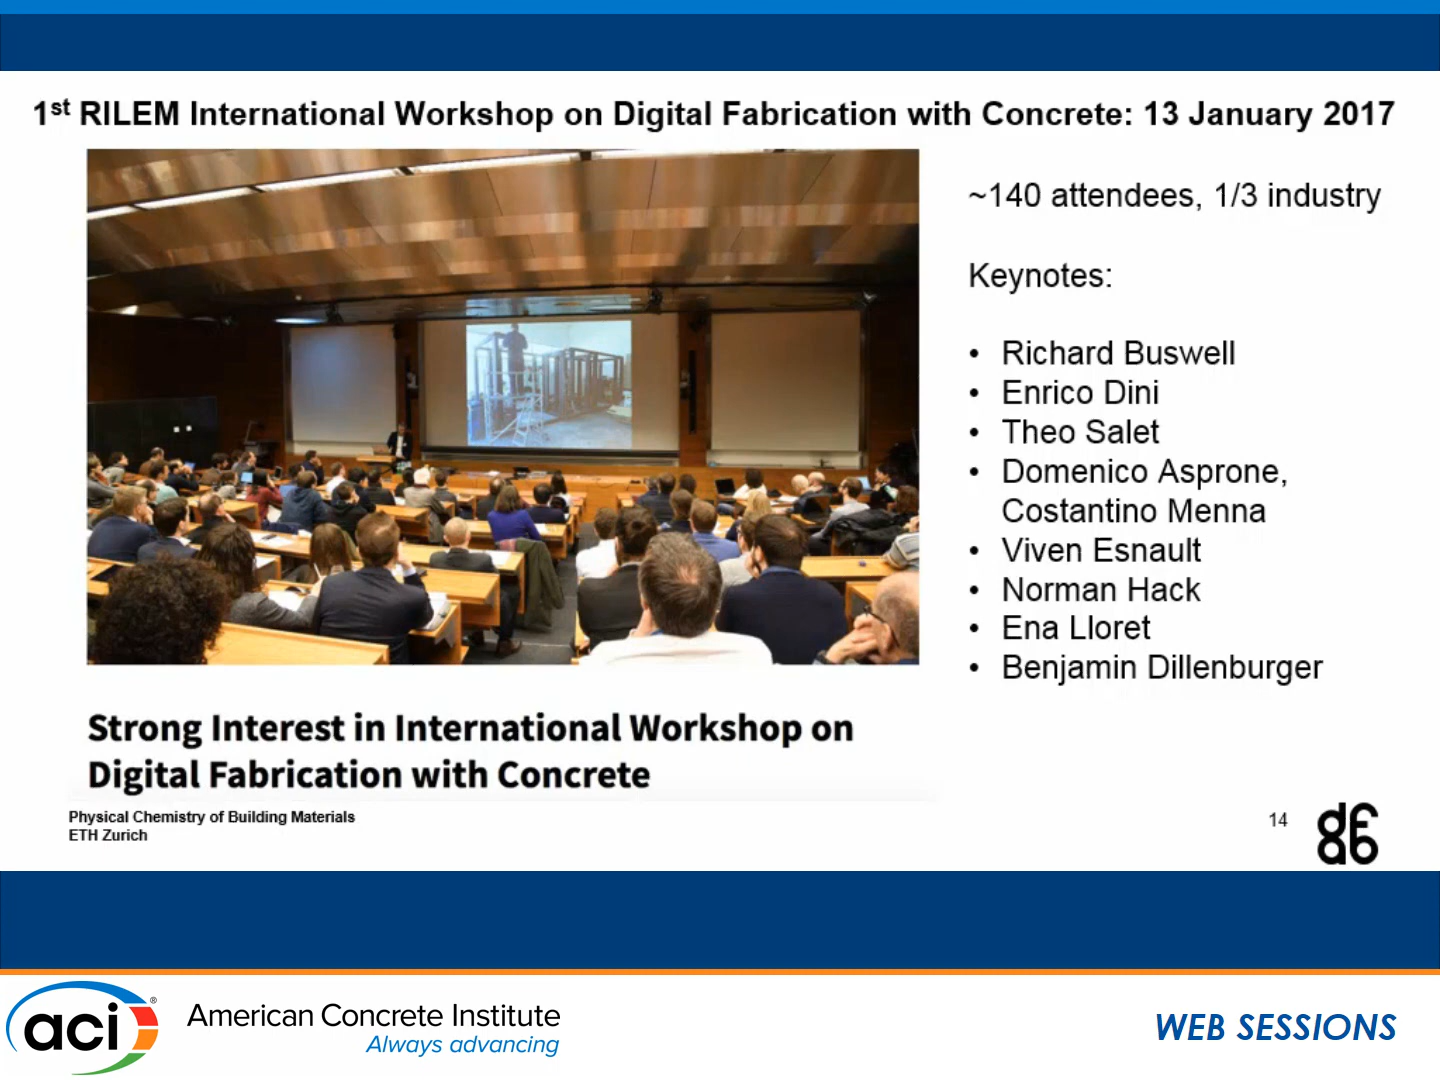 1st RILEM International Workshop on Digital Fabrication with Concrete: 13 January 2017
~140 attendees, 1/3 industry
Keynotes:
• Richard Buswell
• Enrico Dini
• Theo Salet
• Domenico Asprone,
Costantino Menna
• Viven Esnault
• Norman Hack
• Ena Lloret
• Benjamin Dillenburger
Strong Interest in International Workshop on
Digital Fabrication with Concrete
Physical Chemistry of Building Materials
ETH Zurich
14
dfab
aci®
American Concrete Institute
Always advancing
WEB SESSIONS